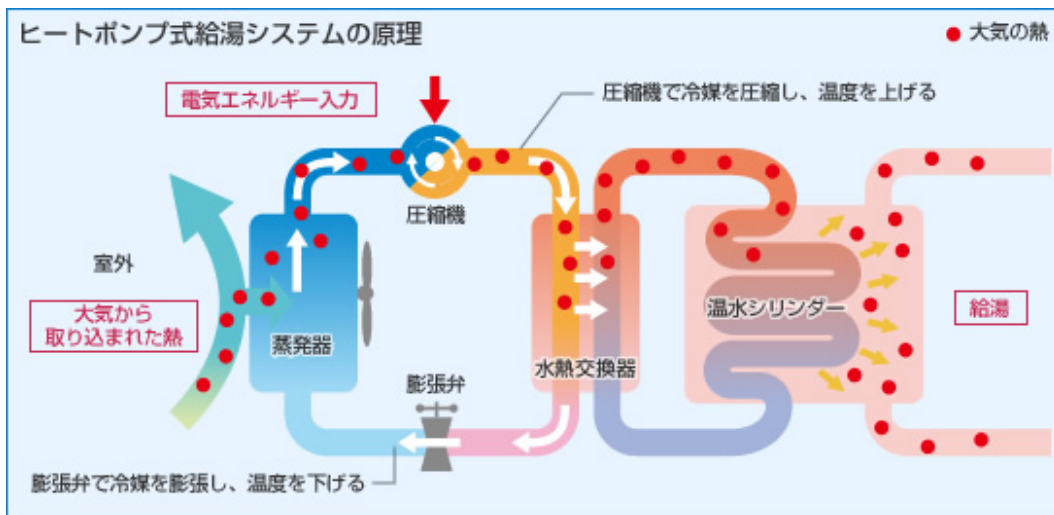 ヒートポンプ式給湯システムの原理
大気の熱
電気エネルギー入力
圧縮機で冷媒を圧縮し、温度を上げる
圧縮機
室外
大気から
取り込まれた熱
蒸発器
水熱交換器
温水シリンダー
給湯
膨張弁
膨張弁で冷媒を膨張し、温度を下げる